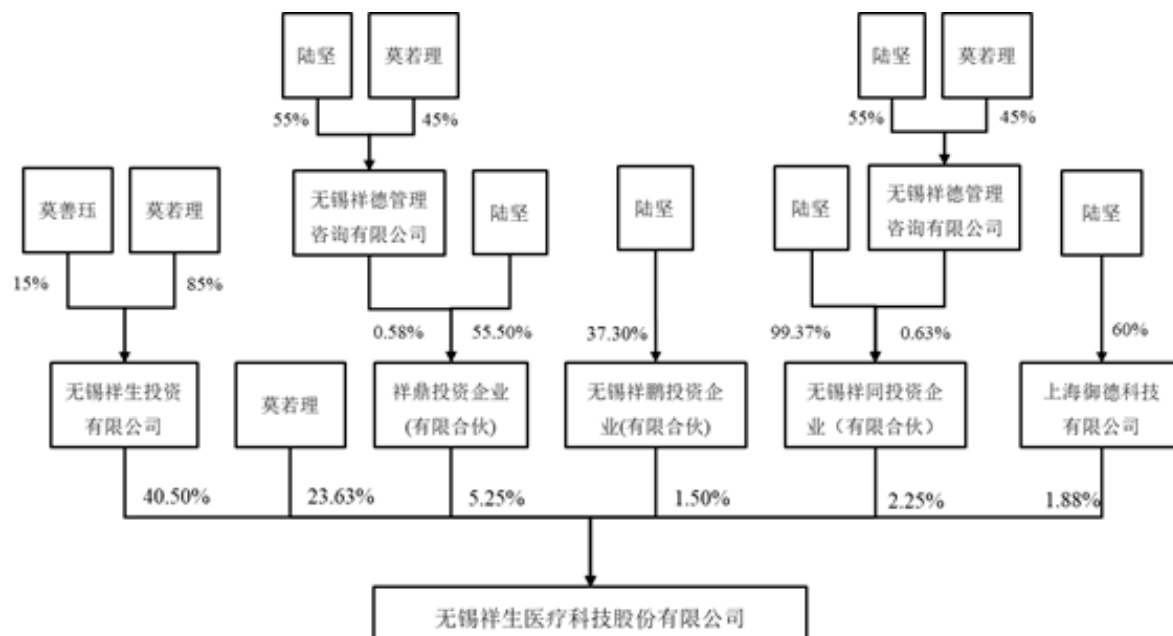 陆坚
莫若理
陆坚
莫若理
55%
45%
55%
45%
莫善珏
莫若理
无锡祥德管理
咨询有限公司
陆坚
陆坚
陆坚
无锡祥德管理
咨询有限公司
陆坚
15%
85%
0.58%
55.50%
37.30%
99.37%
0.63%
60%
无锡祥生投资
有限公司
莫若理
祥鼎投资企业
(有限合伙)
无锡祥鹏投资企
业(有限合伙)
无锡祥同投资企
业（有限合伙）
上海御德科技
有限公司
40.50%
23.63%
5.25%
1.50%
2.25%
1.88%
无锡祥生医疗科技股份有限公司